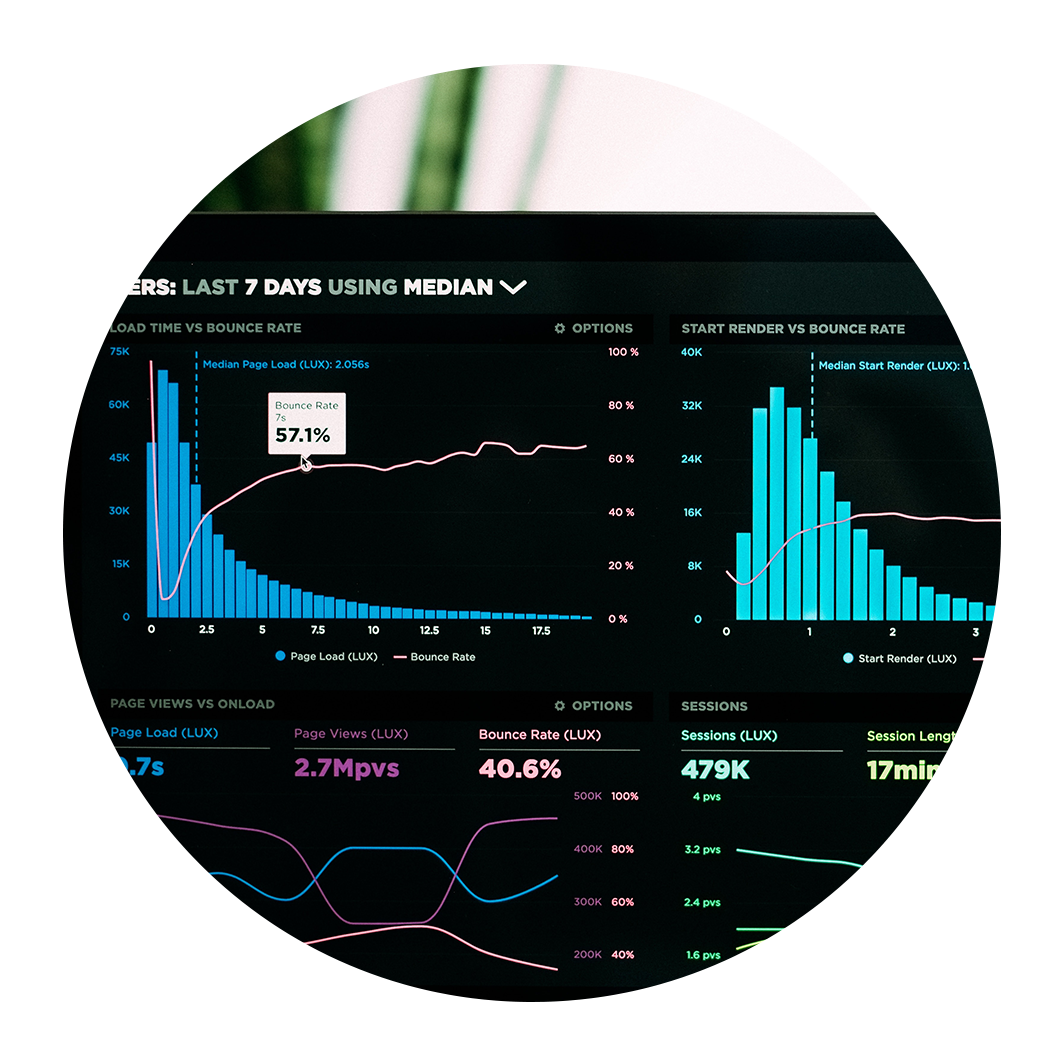 ERS: LAST 7 DAYS USING MEDIAN
LOAD TIME VS BOUNCE RATE
OPTIONS
75K
60K
45K
30K
15K
0
Median Page Load (LUX): 2.056s
Bounce Rate
7s
57.1%
100 %
80 %
60 %
40 %
20 %
0 %
0 2.5 5 7.5 10 12.5 15 17.5
Page Load (LUX) Bounce Rate
START RENDER VS BOUNCE RATE
40K
32K
24K
16K
8K
0
Median Start Render (LUX): 1.
0 1 2 3
Start Render (LUX)
PAGE VIEWS VS ONLOAD
OPTIONS
Page Load (LUX)
.7s
Page Views (LUX)
2.7Mpvs
Bounce Rate (LUX)
40.6%
500K 100%
400K 80%
300K 60%
200K 40%
SESSIONS
Sessions (LUX)
479K
Session Lengt
17min
4 pvs
3.2 pvs
2.4 pvs
1.6 pvs